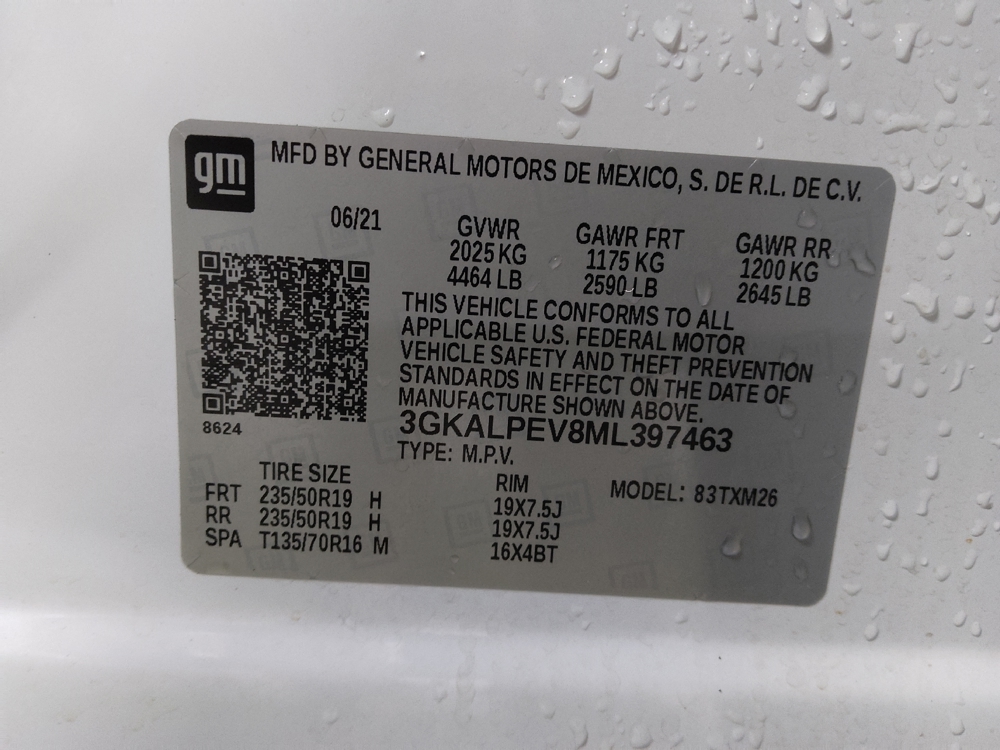 gm
MFD BY GENERAL MOTORS DE MEXICO, S. DE R.L. DE C.V.
06/21 GVWR GAWR FRT GAWR RR
2025 KG 1175 KG 1200 KG
4464 LB 2590 LB 2645 LB
THIS VEHICLE CONFORMS TO ALL
APPLICABLE U.S. FEDERAL MOTOR
VEHICLE SAFETY AND THEFT PREVENTION
STANDARDS IN EFFECT ON THE DATE OF
MANUFACTURE SHOWN ABOVE.
8624
3GKALPEV8ML397463
TYPE: M.P.V.
TIRE SIZE RIM MODEL: 83TXM26
FRT 235/50R19 H 19X7.5J
RR 235/50R19 H 19X7.5J
SPA T135/70R16 M 16X4BT